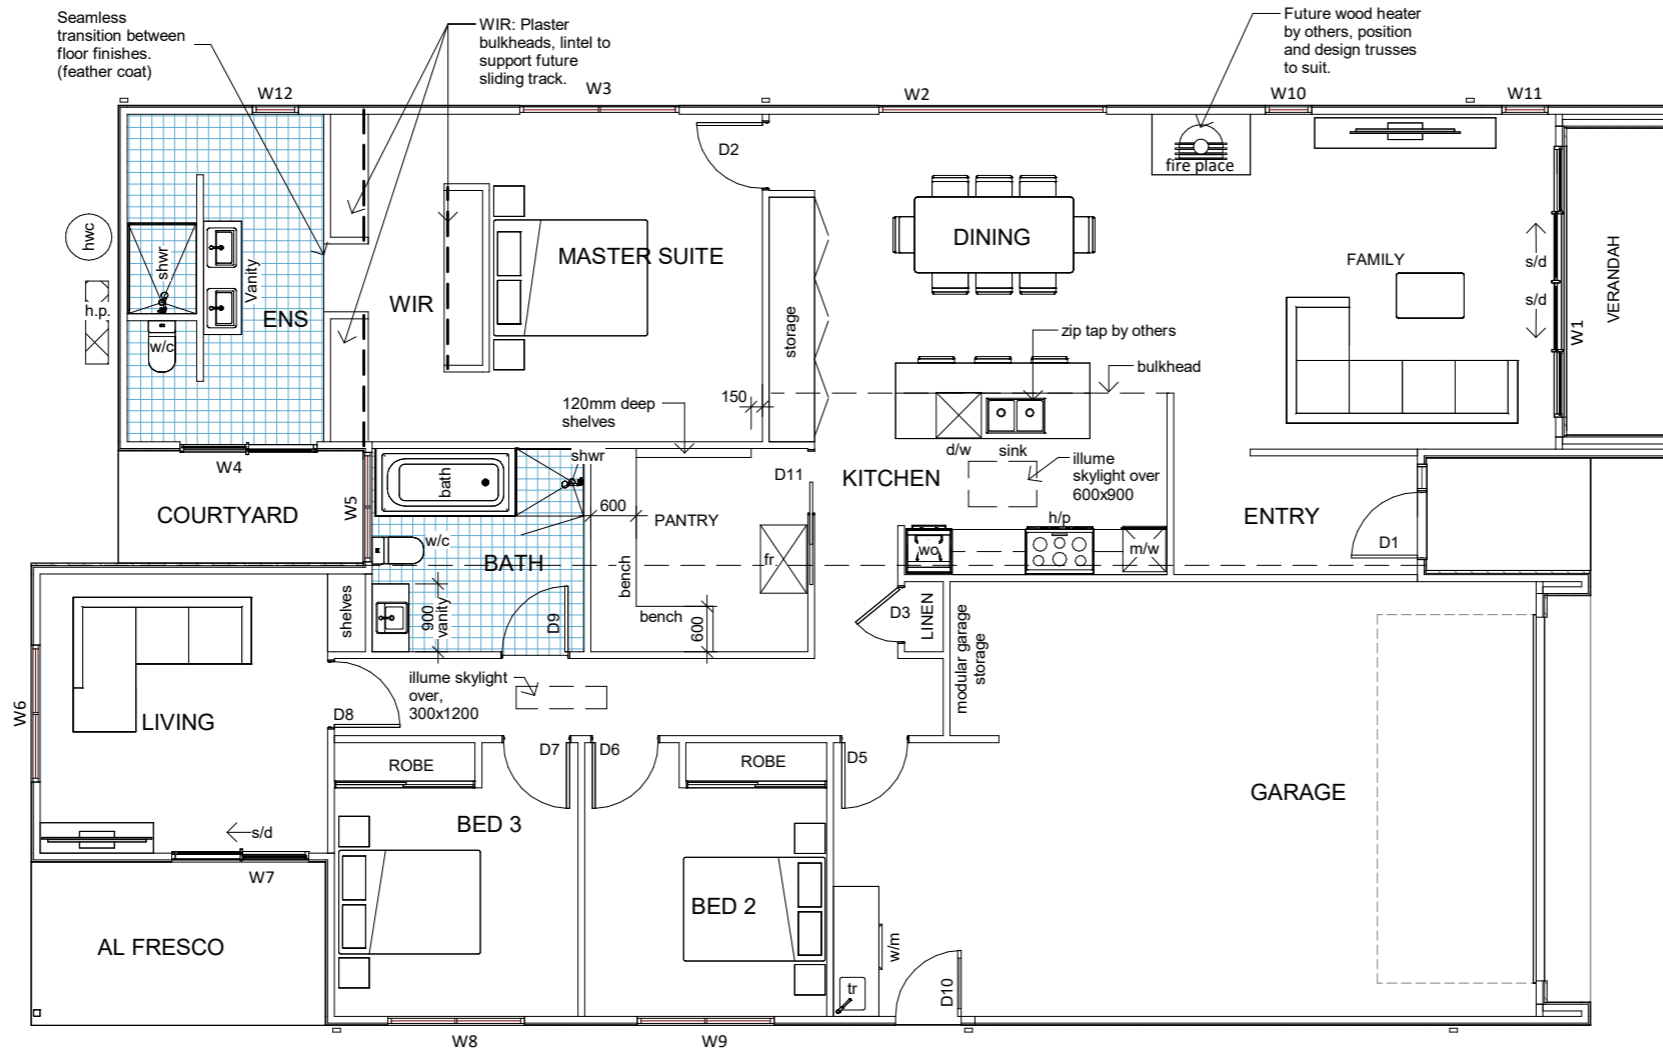 Seamless
transition between
floor finishes.
(feather coat)
WIR: Plaster
bulkheads, lintel to
support future
sliding track.
Future wood heater
by others, position
and design trusses
to suit.
W12
W3
W2
W10
W11
D2
fire place
hwc
shwr
Vanity
h.p.
ENS
w/c
WIR
MASTER SUITE
DINING
FAMILY
s/d
s/d
W1
VERANDAH
storage
zip tap by others
bulkhead
150
120mm deep
shelves
d/w
sink
illume
skylight over
600x900
W4
COURTYARD
W5
bath
shwr
600
PANTRY
D11
KITCHEN
h/p
wo
m/w
ENTRY
D1
w/c
BATH
bench
fr
shelves
900
vanity
D9
bench
600
D3
LINEN
modular garage
storage
illume skylight
over,
300x1200
W6
LIVING
D8
D7
D6
D5
ROBE
ROBE
GARAGE
BED 3
s/d
W7
BED 2
AL FRESCO
w/m
tr
D10
W8
W9